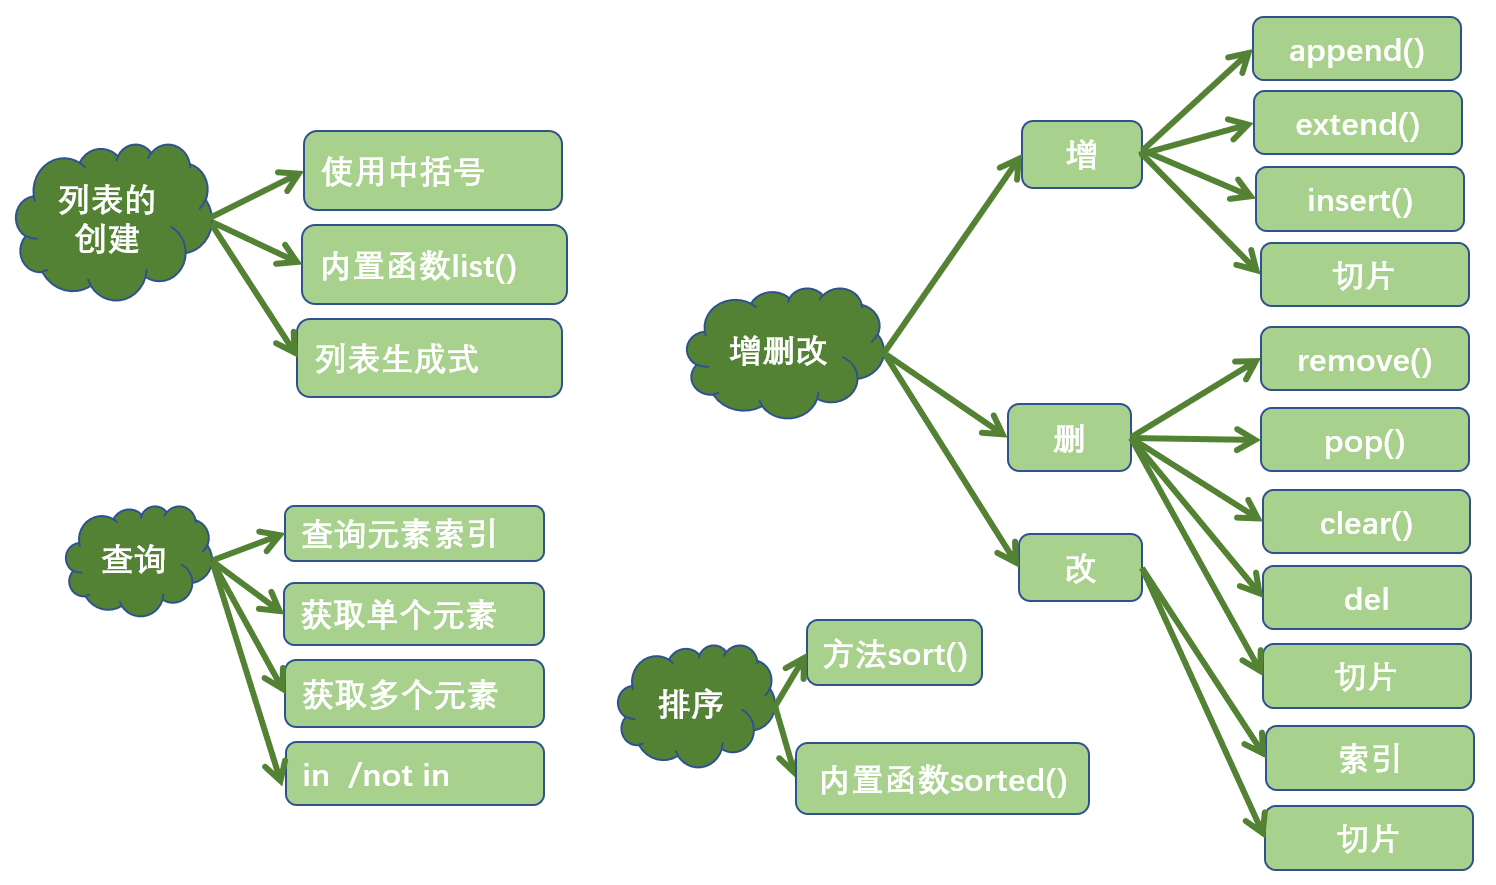 列表的
创建
使用中括号
内置函数list()
列表生成式
查询
查询元素索引
获取单个元素
获取多个元素
in  /not in
增删改
增
append()
extend()
insert()
切片
删
remove()
pop()
clear()
del
切片
改
索引
切片
排序
方法sort()
内置函数sorted()